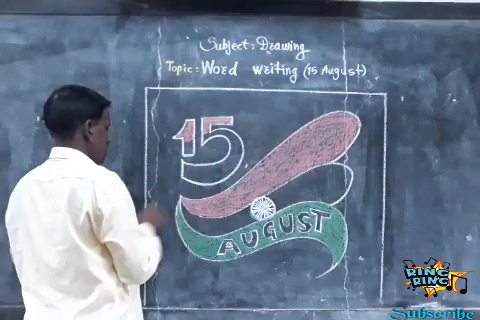 Subject: Drawing
Topic: Word writing (15 August)
15
AUGUST
RING
RING
Subscribe